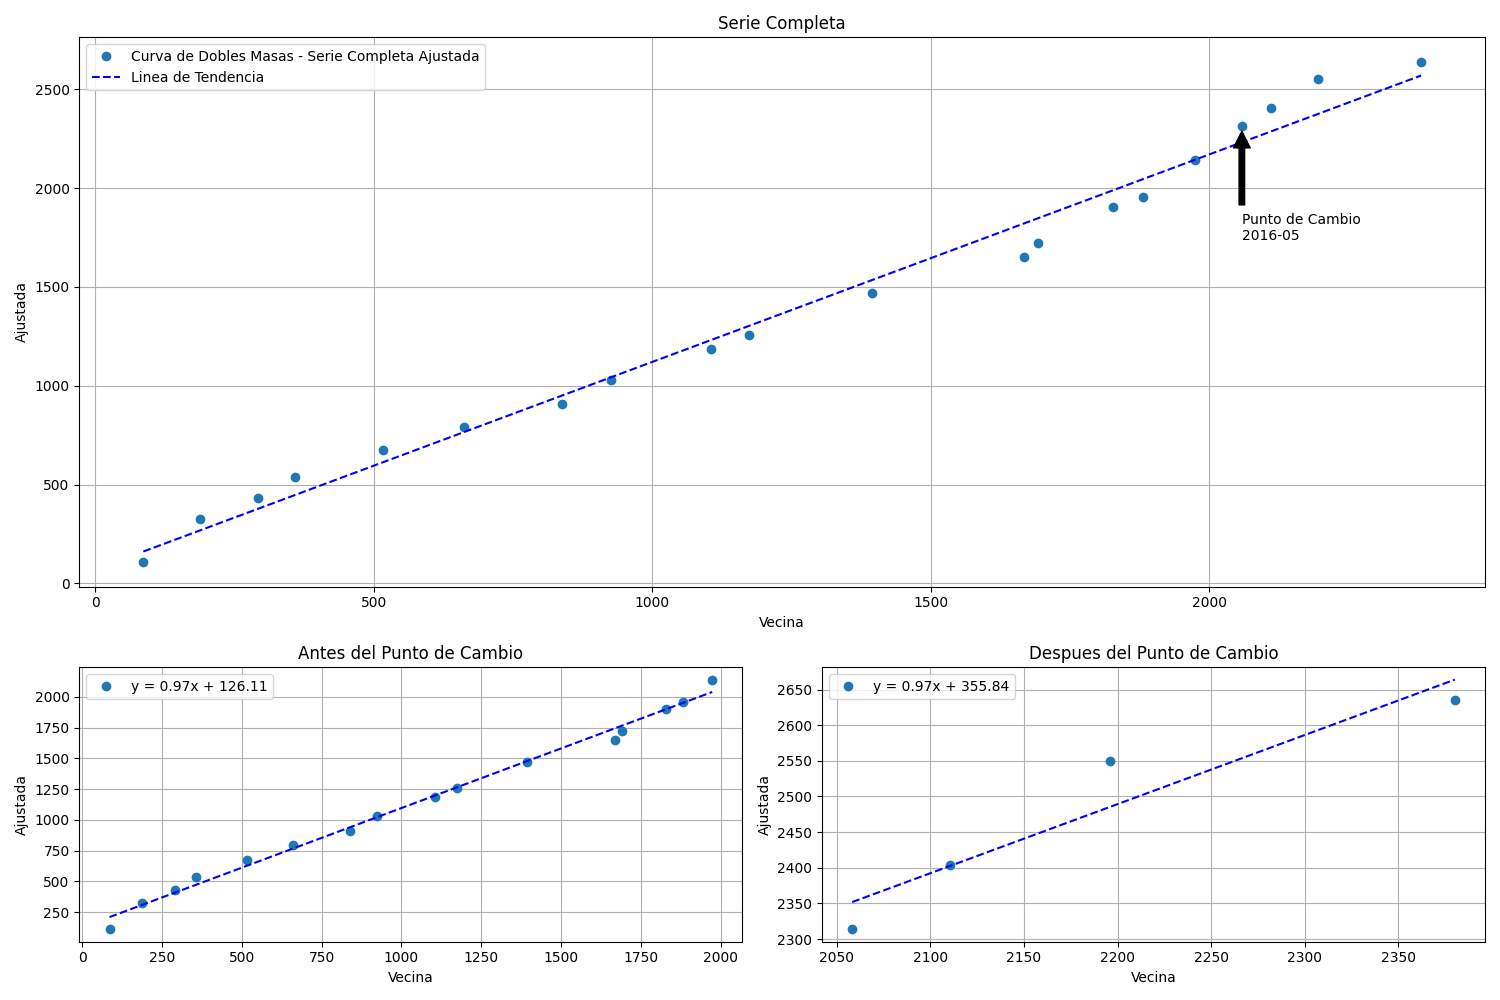 Serie Completa
Curva de Dobles Masas - Serie Completa Ajustada
Linea de Tendencia
2500
2000
1500
1000
500
0
Ajustada
Punto de Cambio
2016-05
0 500 1000 1500 2000
Vecina
Antes del Punto de Cambio
y = 0.97x + 126.11
2000
1750
1500
1250
1000
750
500
250
Ajustada
0 250 500 750 1000 1250 1500 1750 2000
Vecina
Despues del Punto de Cambio
y = 0.97x + 355.84
2650
2600
2550
2500
2450
2400
2350
2300
Ajustada
2050 2100 2150 2200 2250 2300 2350
Vecina